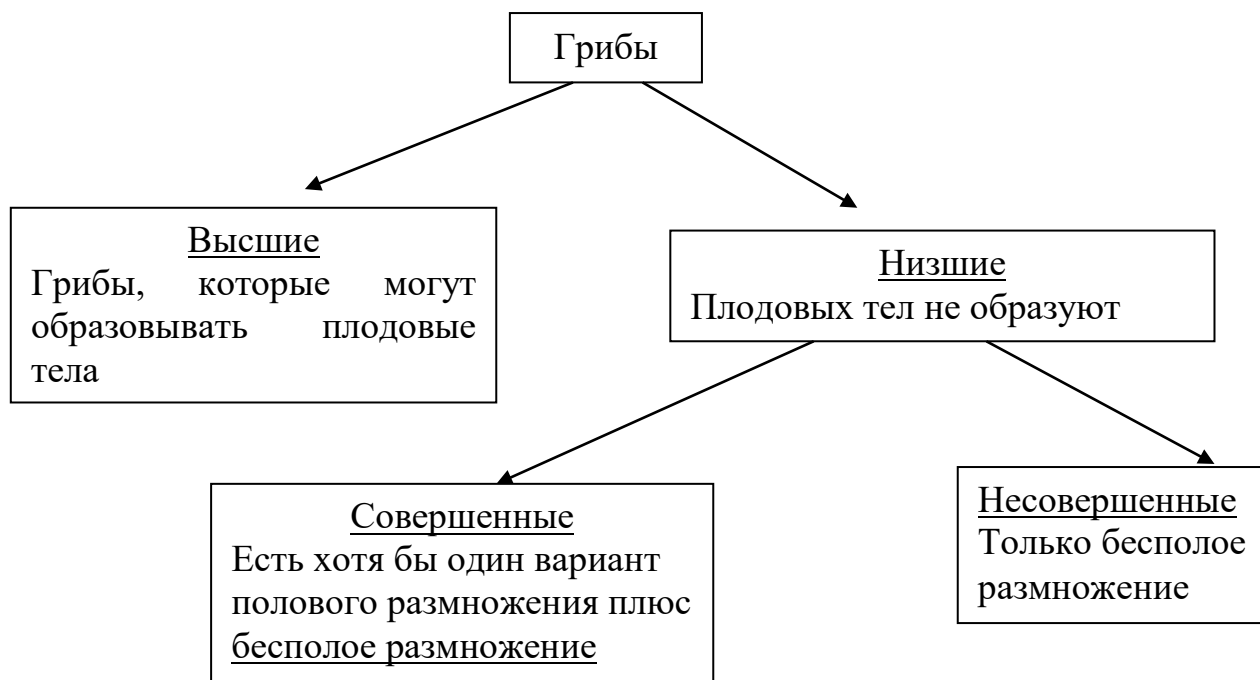 Грибы
Высшие
Грибы, которые могут
образовывать плодовые
тела
Низшие
Плодовых тел не образуют
Совершенные
Есть хотя бы один вариант
полового размножения плюс
бесполое размножение
Несовершенные
Только бесполое
размножение